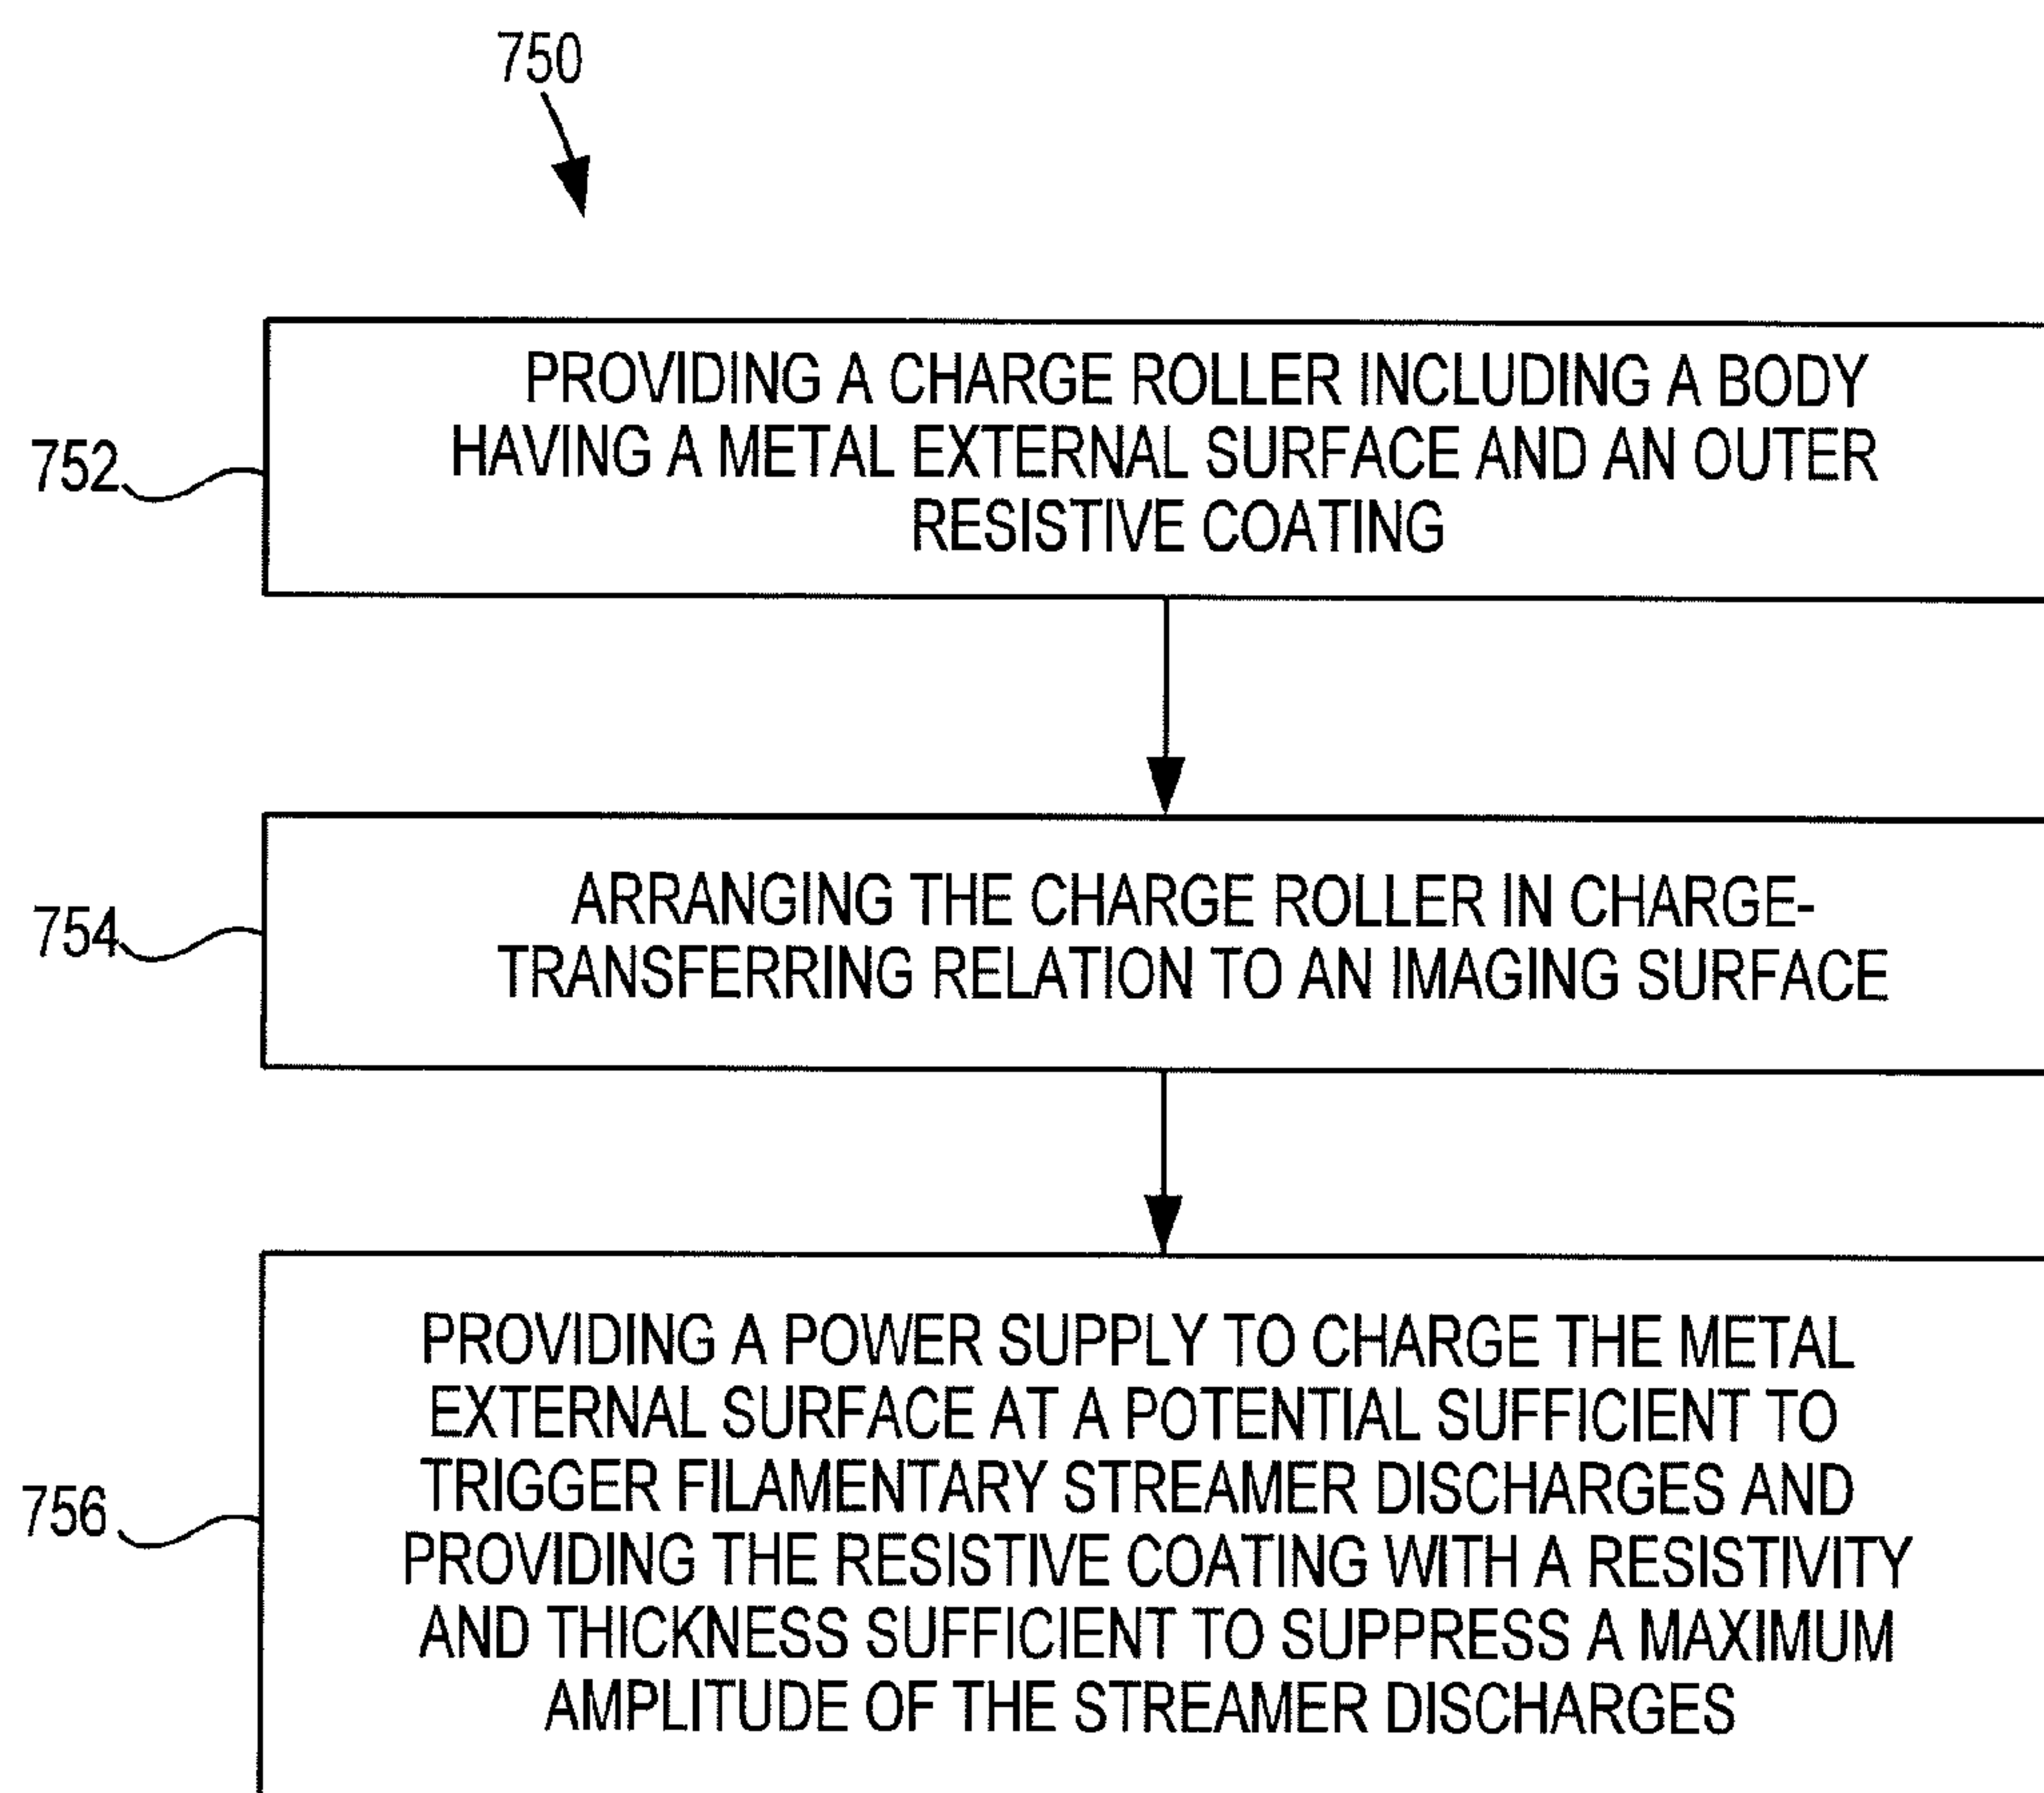 750
752
PROVIDING A CHARGE ROLLER INCLUDING A BODY
HAVING A METAL EXTERNAL SURFACE AND AN OUTER
RESISTIVE COATING
754
ARRANGING THE CHARGE ROLLER IN CHARGE-
TRANSFERRING RELATION TO AN IMAGING SURFACE
756
PROVIDING A POWER SUPPLY TO CHARGE THE METAL
EXTERNAL SURFACE AT A POTENTIAL SUFFICIENT TO
TRIGGER FILAMENTARY STREAMER DISCHARGES AND
PROVIDING THE RESISTIVE COATING WITH A RESISTIVITY
AND THICKNESS SUFFICIENT TO SUPPRESS A MAXIMUM
AMPLITUDE OF THE STREAMER DISCHARGES